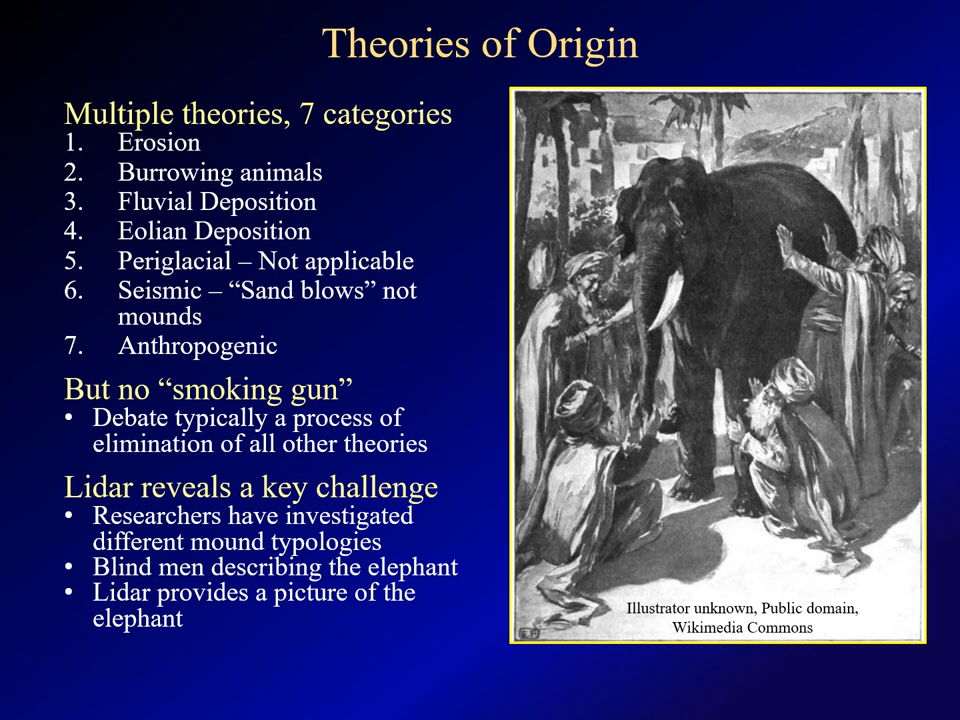 Theories of Origin
Multiple theories, 7 categories
1. Erosion
2. Burrowing animals
3. Fluvial Deposition
4. Eolian Deposition
5. Periglacial – Not applicable
6. Seismic – “Sand blows” not
mounds
7. Anthropogenic
But no “smoking gun”
• Debate typically a process of
elimination of all other theories
Lidar reveals a key challenge
• Researchers have investigated
different mound typologies
• Blind men describing the elephant
• Lidar provides a picture of the
elephant
Illustrator unknown, Public domain,
Wikimedia Commons